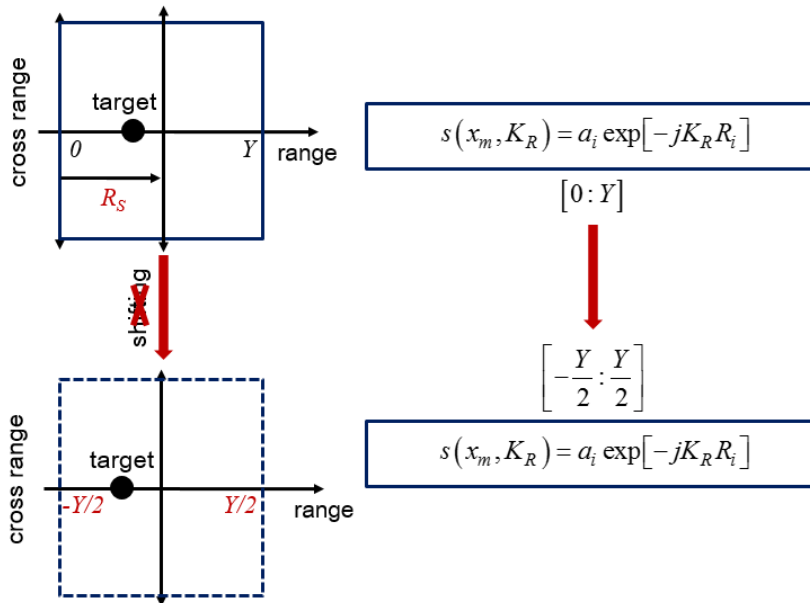 target
cross range
0
Y
range
R_S
s(x_m, K_R) = a_i exp[-jK_R R_i]
[0:Y]
shifting
[-Y/2 : Y/2]
target
cross range
-Y/2
Y/2
range
s(x_m, K_R) = a_i exp[-jK_R R_i]